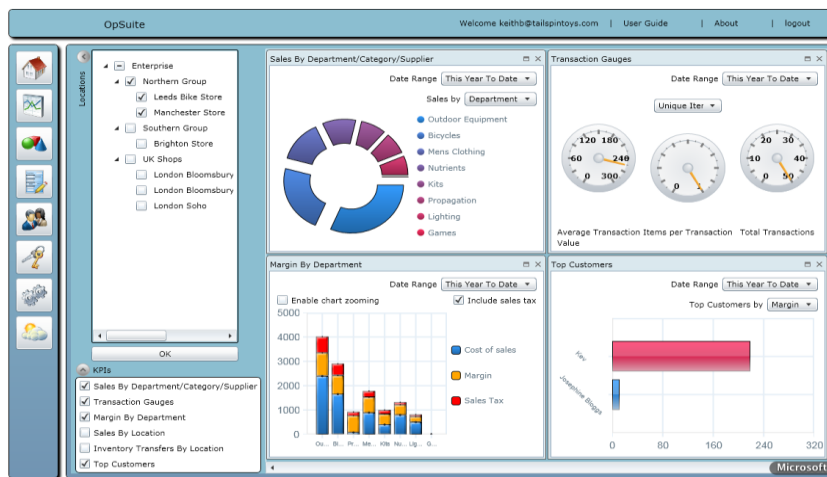 OpSuite
Welcome keithb@tailspintoys.com | User Guide | About | logout
Locations
Enterprise
Northern Group
Leeds Bike Store
Manchester Store
Southern Group
Brighton Store
UK Shops
London Bloomsbury
London Bloomsbury
London Soho
OK
KPIs
Sales By Department/Category/Supplier
Transaction Gauges
Margin By Department
Sales By Location
Inventory Transfers By Location
Top Customers
Sales By Department/Category/Supplier
Date Range This Year To Date
Sales by Department
Outdoor Equipment
Bicycles
Mens Clothing
Nutrients
Kits
Propagation
Lighting
Games
Transaction Gauges
Date Range This Year To Date
Unique Iter
120 180
60 240
0 300
0
20 30
10 40
0 50
Average Transaction Value
Items per Transaction
Total Transactions
Margin By Department
Date Range This Year To Date
Enable chart zooming
Include sales tax
5000
4000
3000
2000
1000
0
Ou... Bi... Pr... Me... Kits Nu... Lig... G...
Cost of sales
Margin
Sales Tax
Top Customers
Date Range This Year To Date
Top Customers by Margin
Kev
Josephine Bloggs
0 80 160 240 320
Microsoft